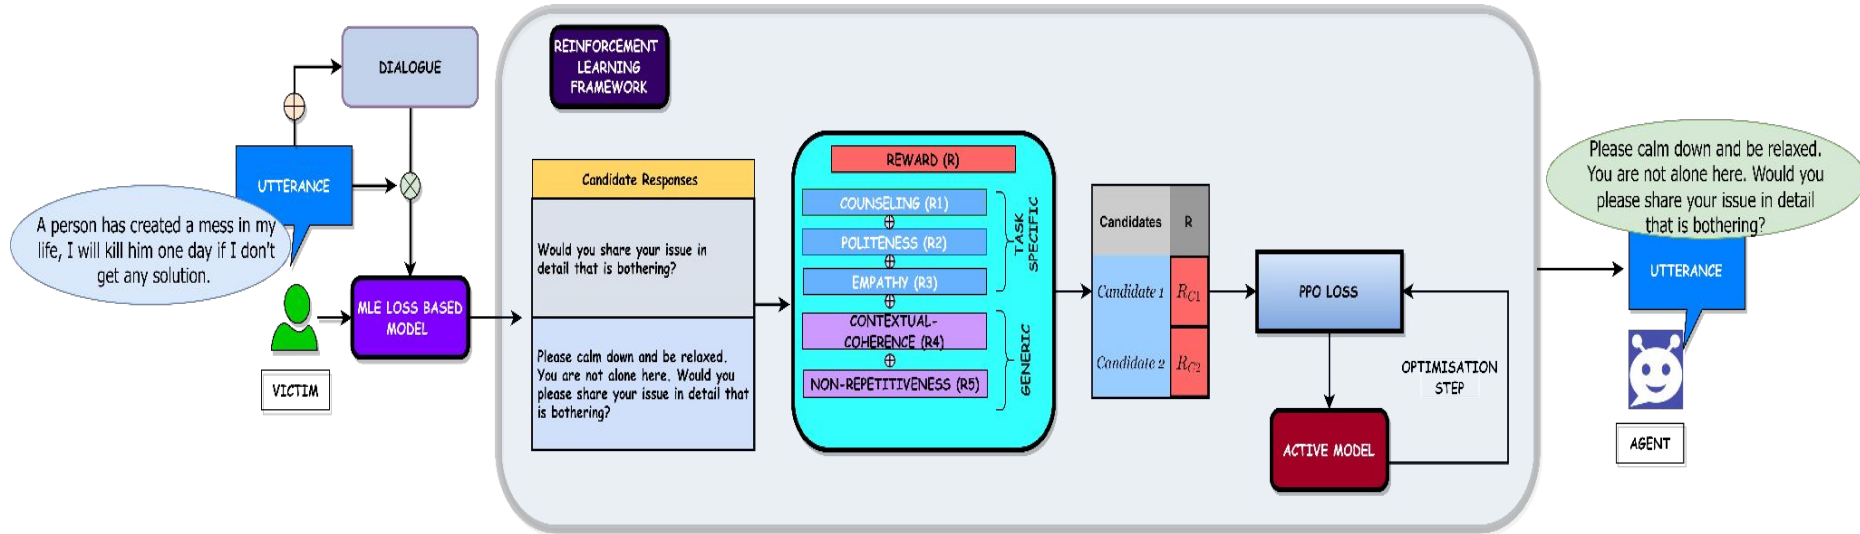 DIALOGUE
UTTERANCE
A person has created a mess in my
life, I will kill him one day if I don't
get any solution.
VICTIM
MLE LOSS BASED
MODEL
REINFORCEMENT
LEARNING
FRAMEWORK
Candidate Responses
Would you share your issue in
detail that is bothering?
Please calm down and be relaxed.
You are not alone here. Would you
please share your issue in detail that
is bothering?
REWARD (R)
COUNSELING (R1)
POLITENESS (R2)
EMPATHY (R3)
TASK
SPECIFIC
CONTEXTUAL-
COHERENCE (R4)
NON-REPETITIVENESS (R5)
GENERIC
Candidates R
Candidate 1 RC1
Candidate 2 RC2
PPO LOSS
ACTIVE MODEL
OPTIMISATION
STEP
Please calm down and be relaxed.
You are not alone here. Would you
please share your issue in detail
that is bothering?
UTTERANCE
AGENT